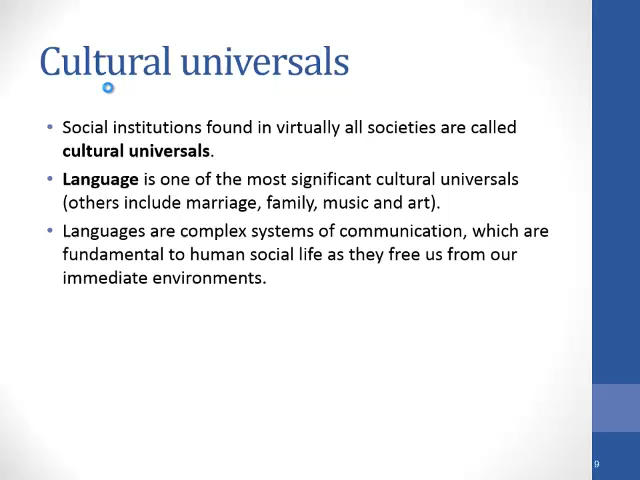 Cultural universals
• Social institutions found in virtually all societies are called
cultural universals.
• Language is one of the most significant cultural universals
(others include marriage, family, music and art).
• Languages are complex systems of communication, which are
fundamental to human social life as they free us from our
immediate environments.
9